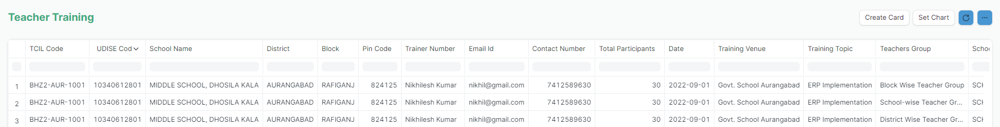 Teacher Training
Create Card Set Chart ...
TCIL Code UDISE Cod School Name District Block Pin Code Trainer Number Email Id Contact Number Total Participants Date Training Venue Training Topic Teachers Group Schoo
1 BHZ2-AUR-1001 10340612801 MIDDLE SCHOOL, DHOSILA KALA AURANGABAD RAFIGANJ 824125 Nikhilesh Kumar nikhil@gmail.com 7412589630 30 2022-09-01 Govt. School Aurangabad ERP Implementation Block Wise Teacher Group SCH
2 BHZ2-AUR-1001 10340612801 MIDDLE SCHOOL, DHOSILA KALA AURANGABAD RAFIGANJ 824125 Nikhilesh Kumar nikhil@gmail.com 7412589630 30 2022-09-01 Govt. School Aurangabad ERP Implementation School-wise Teacher Gr... SCH
3 BHZ2-AUR-1001 10340612801 MIDDLE SCHOOL, DHOSILA KALA AURANGABAD RAFIGANJ 824125 Nikhilesh Kumar nikhil@gmail.com 7412589630 30 2022-09-01 Govt. School Aurangabad ERP Implementation District Wise Teacher Gr... SCH